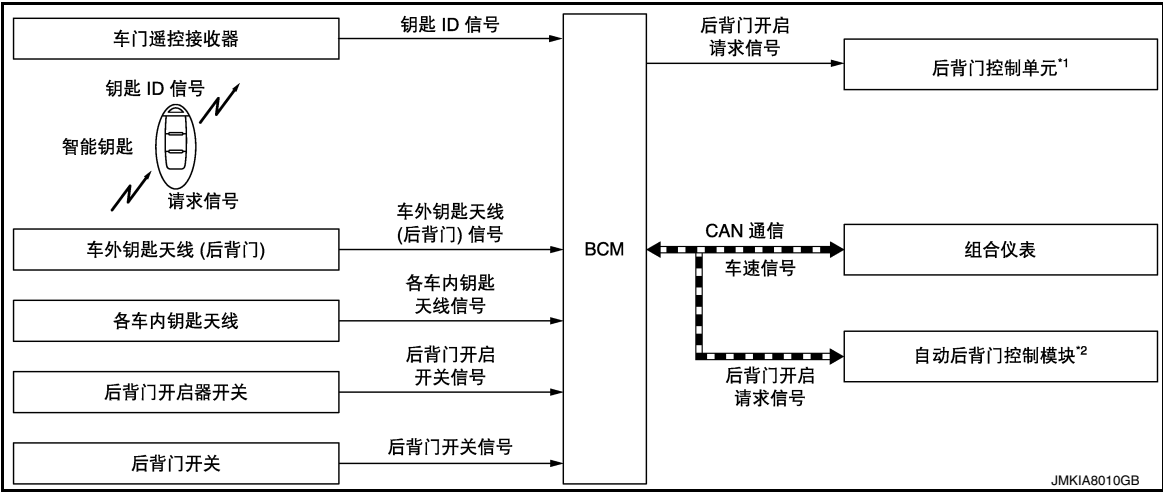 车门遥控接收器
钥匙 ID 信号
后背门开启
请求信号
后背门控制单元*1
钥匙 ID 信号
智能钥匙
请求信号
车外钥匙天线 (后背门)
车外钥匙天线
(后背门) 信号
BCM
CAN 通信
车速信号
组合仪表
各车内钥匙天线
各车内钥匙
天线信号
后背门开启器开关
后背门开启
开关信号
自动后背门控制模块*2
后背门开启
请求信号
后背门开关
后背门开关信号
JMKIA8010GB